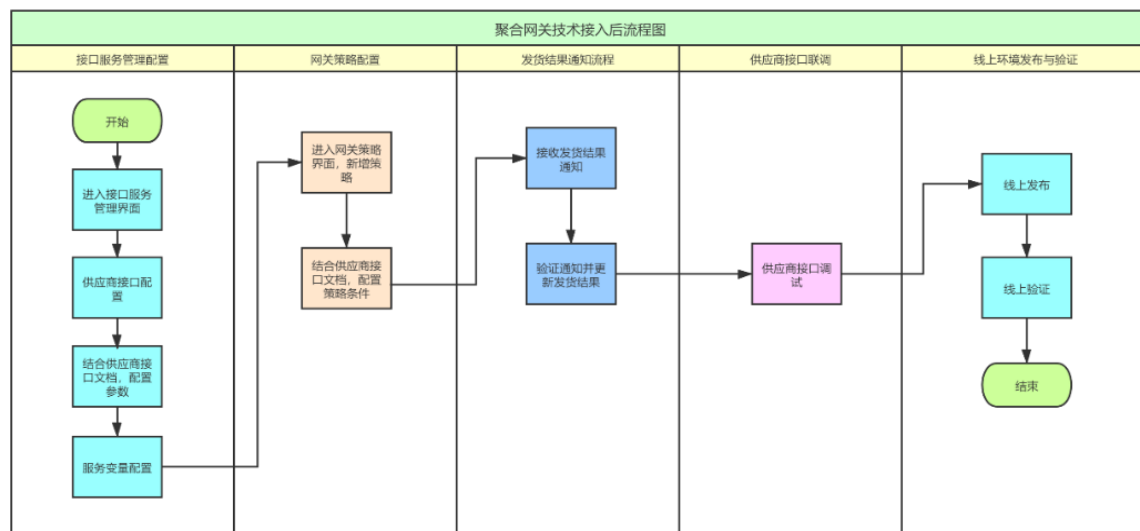 聚合网关技术接入后流程图
接口服务管理配置
网关策略配置
发货结果通知流程
供应商接口联调
线上环境发布与验证
开始
进入接口服务
管理界面
供应商接口配
置
结合供应商接
口文档，配置
参数
服务变量配置
进入网关策略
界面，新增策
略
结合供应商接
口文档，配置
策略条件
接收发货结果
通知
验证通知并更
新发货结果
供应商接口调
试
线上发布
线上验证
结束